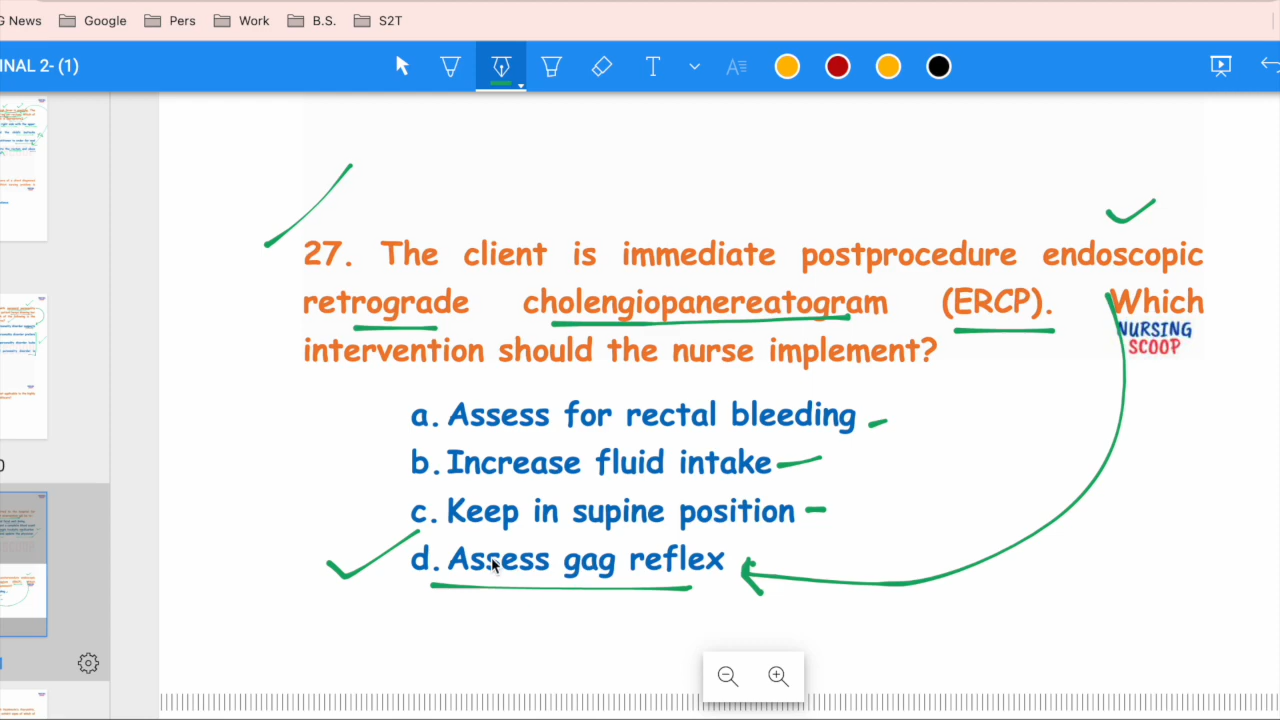 G News Google Pers Work B.S. S2T
INAL 2- (1)
27. The client is immediate postprocedure endoscopic
retrograde cholengiopanereatogram (ERCP). Which
intervention should the nurse implement?
NURSING
SCOOP
a. Assess for rectal bleeding
b. Increase fluid intake
c. Keep in supine position
d. Assess gag reflex